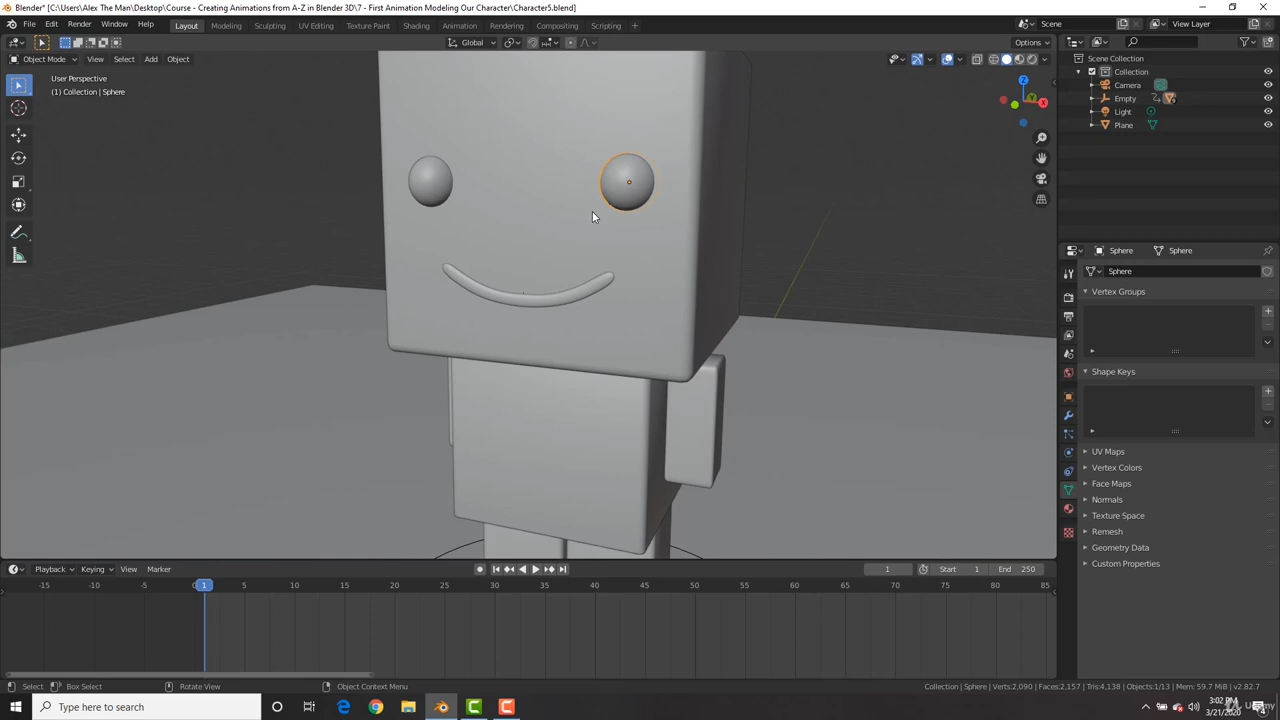 Blender* [C:\Users\Alex The Man\Desktop\Course - Creating Animations from A-Z in Blender 3D\7 - First Animation Modeling Our Character\Character5.blend]
File Edit Render Window Help Layout Modeling Sculpting UV Editing Texture Paint Shading Animation Rendering Compositing Scripting + Scene View Layer
Global Options
Object Mode View Select Add Object
User Perspective
(1) Collection | Sphere
Z
Y
X
Scene Collection
Collection
Camera
Empty
Light
Plane
Sphere Sphere
Sphere
Vertex Groups
Shape Keys
UV Maps
Vertex Colors
Face Maps
Normals
Texture Space
Remesh
Geometry Data
Custom Properties
Playback Keying View Marker 1 Start 1 End 250
-15 -10 -5 0 1 5 10 15 20 25 30 35 40 45 50 55 60 65 70 75 80 85
Select Box Select Rotate View Object Context Menu Collection | Sphere | Verts:2,090 | Faces:2,157 | Tris:4,138 | Objects:1/13 | Mem: 59.7 MiB | v2.82.7
Type here to search
3:02 PM
3/21/2020
Udemy